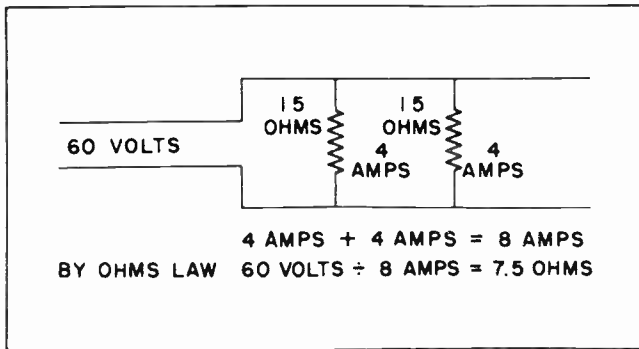 15 OHMS
15 OHMS
60 VOLTS
4 AMPS
4 AMPS
4 AMPS + 4 AMPS = 8 AMPS
BY OHMS LAW 60 VOLTS ÷ 8 AMPS = 7.5 OHMS